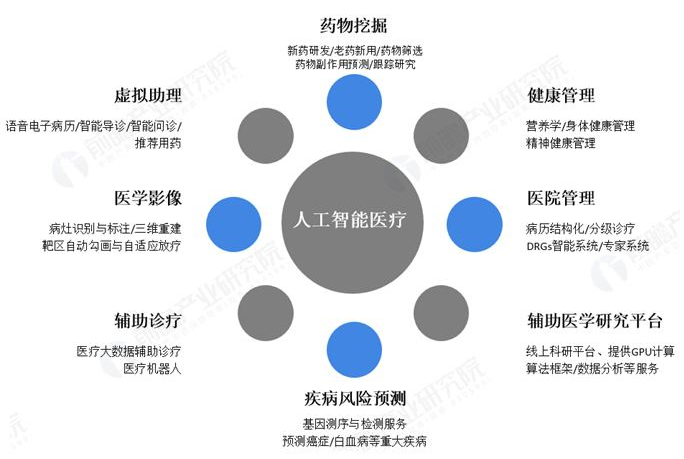 药物挖掘
新药研发/老药新用/药物筛选
药物副作用预测/跟踪研究
虚拟助理
语音电子病历/智能导诊/智能问诊/
推荐用药
健康管理
营养学/身体健康管理
精神健康管理
医学影像
病灶识别与标注/三维重建
靶区自动勾画与自适应放疗
人工智能医疗
医院管理
病历结构化/分级诊疗
DRGs智能系统/专家系统
辅助诊疗
医疗大数据辅助诊疗
医疗机器人
辅助医学研究平台
线上科研平台、提供GPU计算
算法框架/数据分析等服务
疾病风险预测
基因测序与检测服务
预测癌症/白血病等重大疾病
前瞻产业研究院